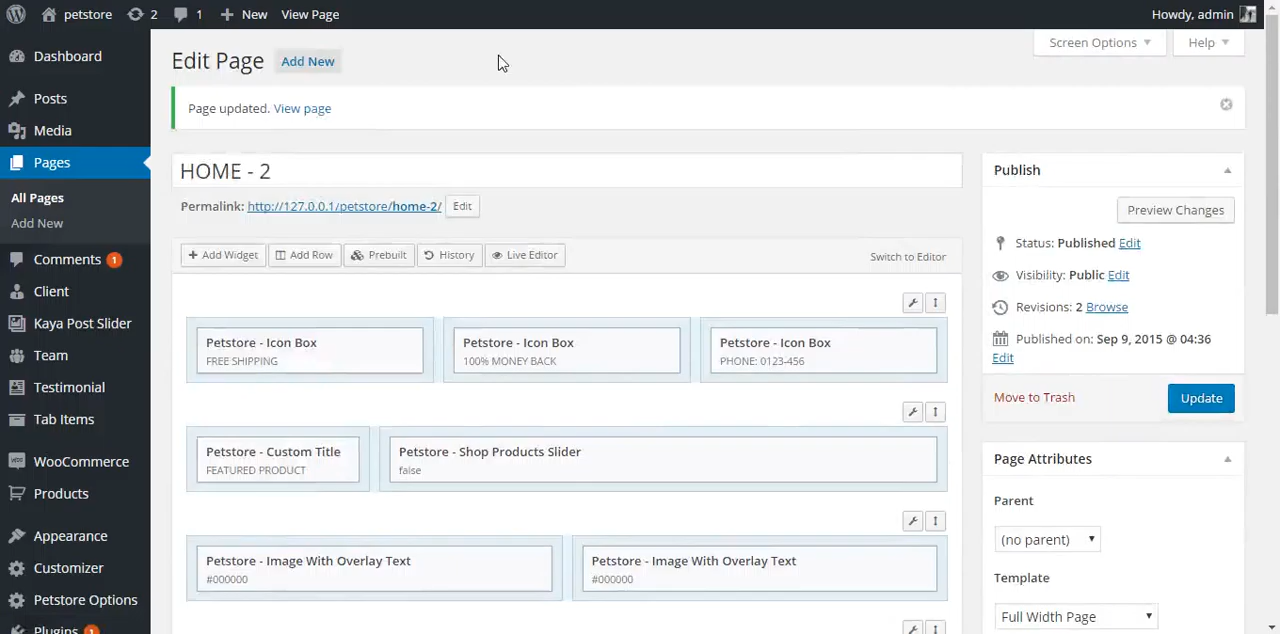 petstore 2 1 New View Page Howdy, admin
Dashboard
Posts
Media
Pages
All Pages
Add New
Comments 1
Client
Kaya Post Slider
Team
Testimonial
Tab Items
WooCommerce
Products
Appearance
Customizer
Petstore Options
Plugins 1
Screen Options Help
Edit Page Add New
Page updated. View page
HOME - 2
Permalink: http://127.0.0.1/petstore/home-2/ Edit
Add Widget Add Row Prebuilt History Live Editor Switch to Editor
Petstore - Icon Box
FREE SHIPPING
Petstore - Icon Box
100% MONEY BACK
Petstore - Icon Box
PHONE: 0123-456
Petstore - Custom Title
FEATURED PRODUCT
Petstore - Shop Products Slider
false
Petstore - Image With Overlay Text
#000000
Petstore - Image With Overlay Text
#000000
Publish
Preview Changes
Status: Published Edit
Visibility: Public Edit
Revisions: 2 Browse
Published on: Sep 9, 2015 @ 04:36
Edit
Move to Trash Update
Page Attributes
Parent
(no parent)
Template
Full Width Page